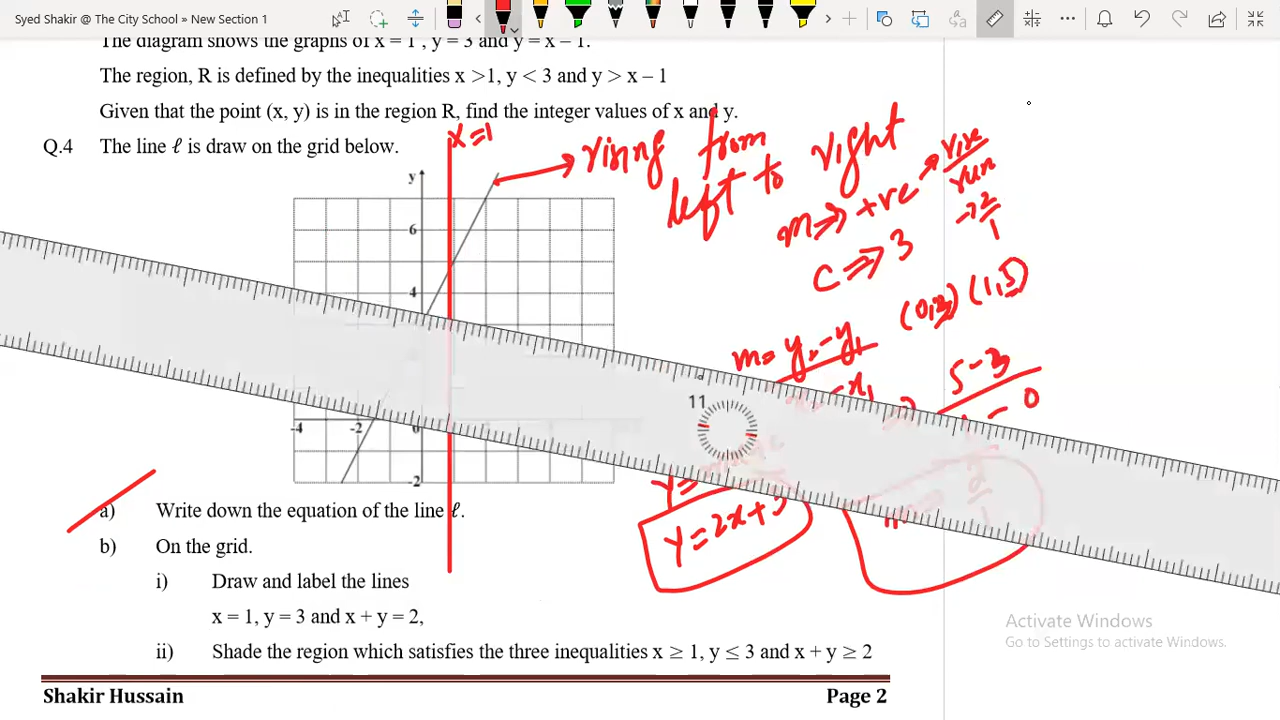 Syed Shakir @ The City School » New Section 1
The diagram shows the graphs of x = 1 , y = 3 and y = x – 1.
The region, R is defined by the inequalities x >1, y < 3 and y > x – 1
Given that the point (x, y) is in the region R, find the integer values of x and y.
Q.4 The line ℓ is draw on the grid below.
x=1
rising from
left to right
m⇒ +ve → rise/run
→ 2/1
c ⇒ 3
(0,3) (1,5)
y
6
4
-4 -2 0
-2
11
m= y₂-y₁
x₁
5-3
0
y=
y=2x+3
a) Write down the equation of the line ℓ.
b) On the grid.
i) Draw and label the lines
x = 1, y = 3 and x + y = 2,
ii) Shade the region which satisfies the three inequalities x ≥ 1, y ≤ 3 and x + y ≥ 2
Shakir Hussain Page 2
Activate Windows
Go to Settings to activate Windows.